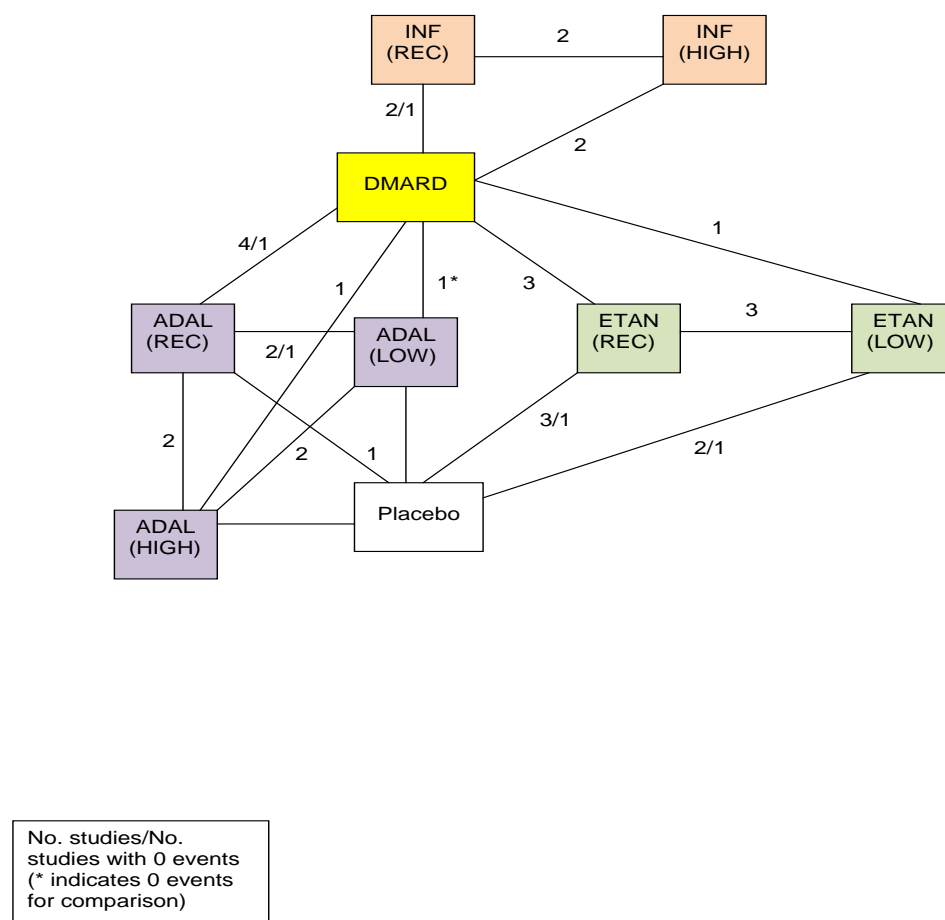 INF
(REC)
2
INF
(HIGH)
2/1
2
DMARD
4/1
1
1*
3
1
ADAL
(REC)
2/1
ADAL
(LOW)
ETAN
(REC)
3
ETAN
(LOW)
2
2
1
3/1
2/1
ADAL
(HIGH)
Placebo
No. studies/No.
studies with 0 events
(* indicates 0 events
for comparison)